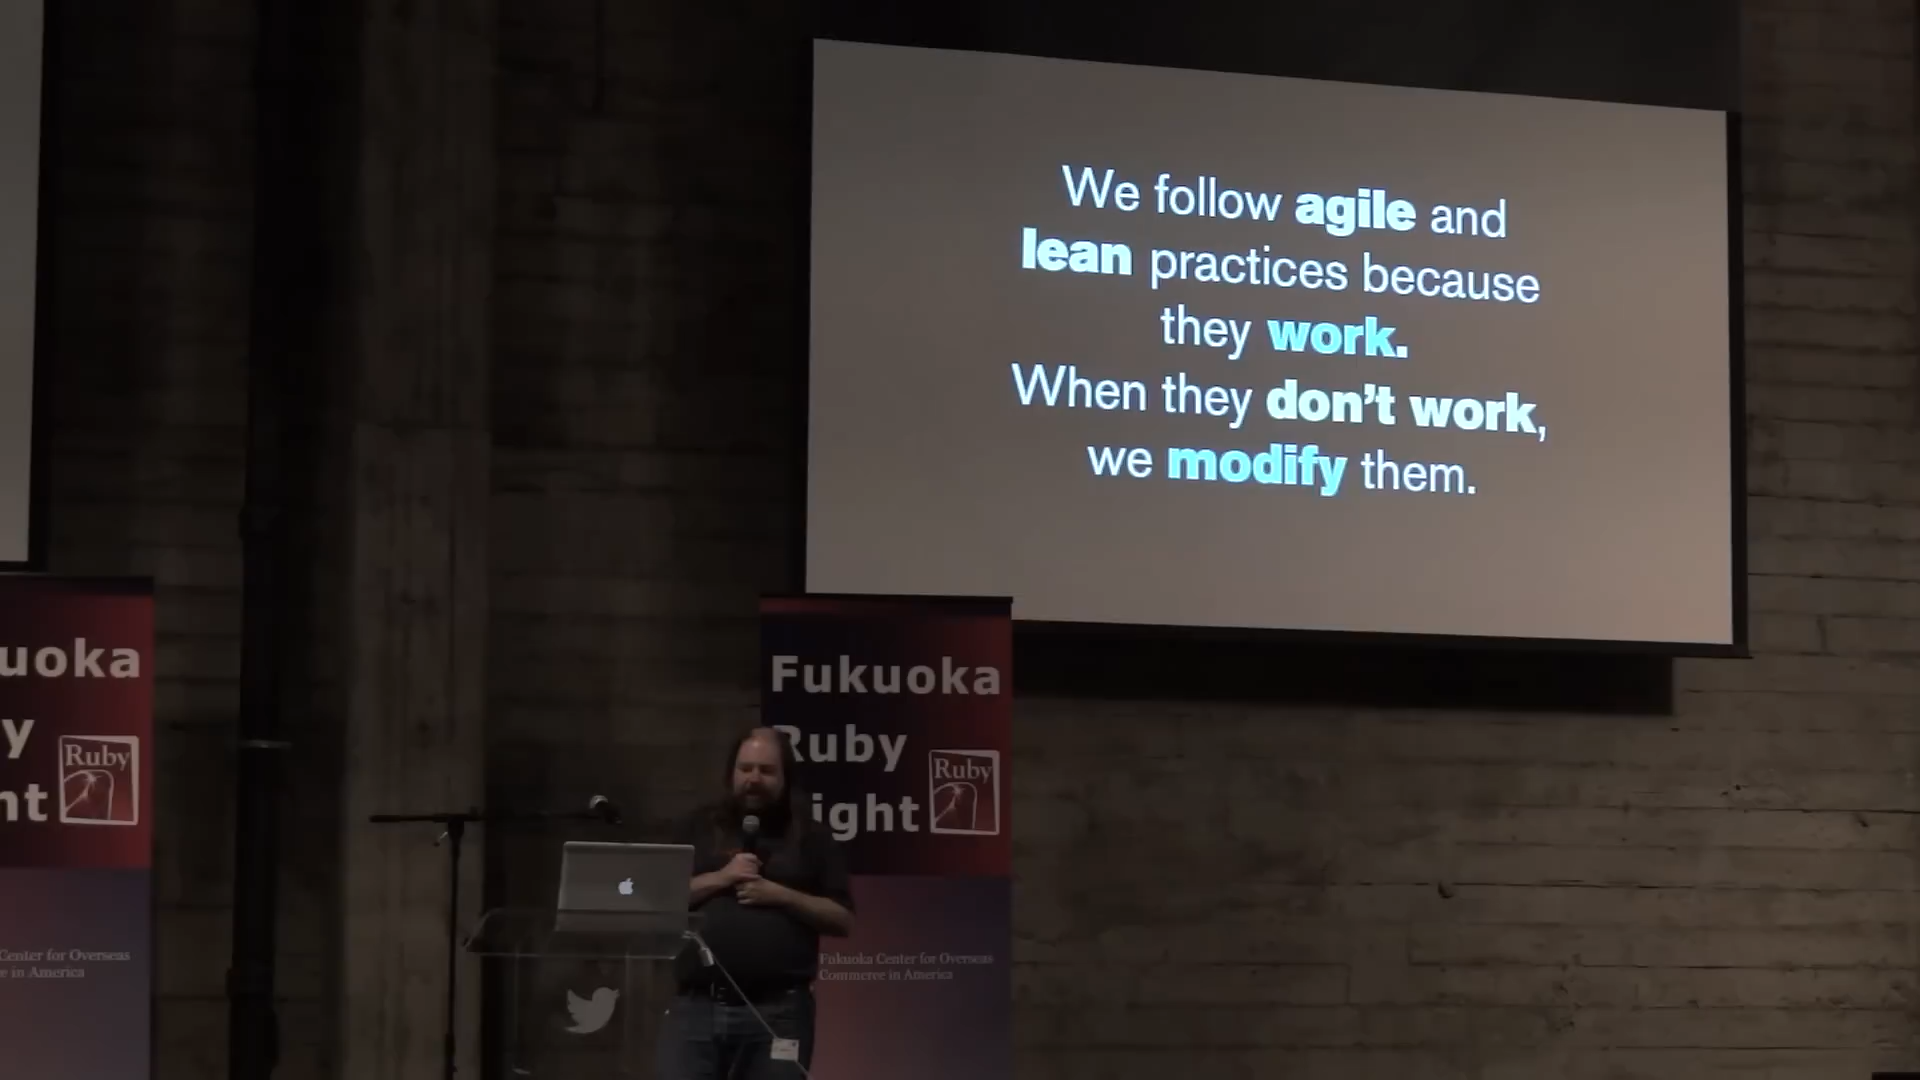 We follow agile and
lean practices because
they work.
When they don't work,
we modify them.
uoka
y
ht
Ruby
Center for Overseas
e in America
Fukuoka
Ruby
ight
Ruby
Fukuoka Center for Overseas
Commerce in America